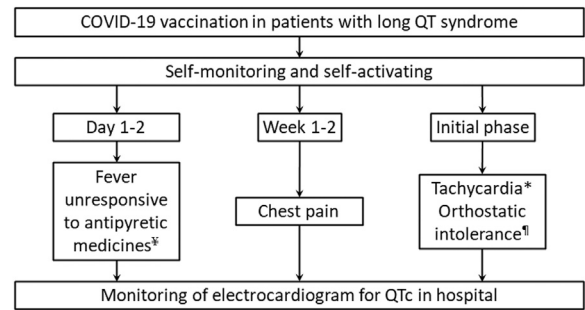 COVID-19 vaccination in patients with long QT syndrome
Self-monitoring and self-activating
Day 1-2
Week 1-2
Initial phase
Fever
unresponsive
to antipyretic
medicines¥
Chest pain
Tachycardia*
Orthostatic
intolerance¶
Monitoring of electrocardiogram for QTc in hospital